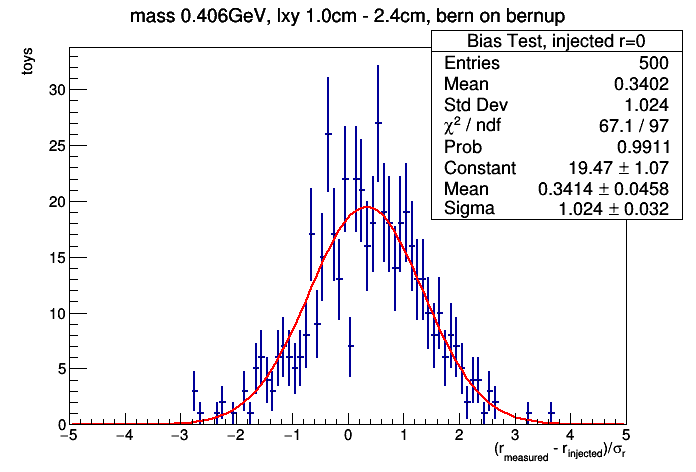 mass 0.406GeV, lxy 1.0cm - 2.4cm, bern on bernup
Bias Test, injected r=0
Entries 500
Mean 0.3402
Std Dev 1.024
χ² / ndf 67.1 / 97
Prob 0.9911
Constant 19.47 ± 1.07
Mean 0.3414 ± 0.0458
Sigma 1.024 ± 0.032
toys
30
25
20
15
10
5
0
−5 −4 −3 −2 −1 0 1 2 3 4 5
(r_measured - r_injected)/σ_r